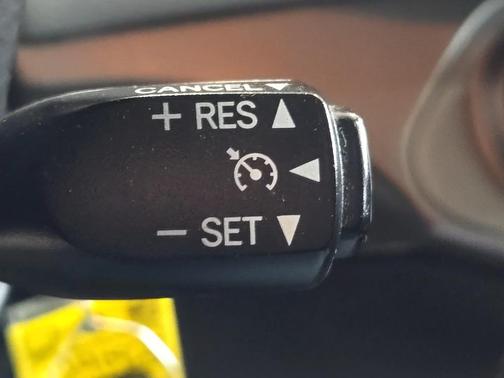 CANCEL ▼
+ RES ▲
◀
− SET ▼